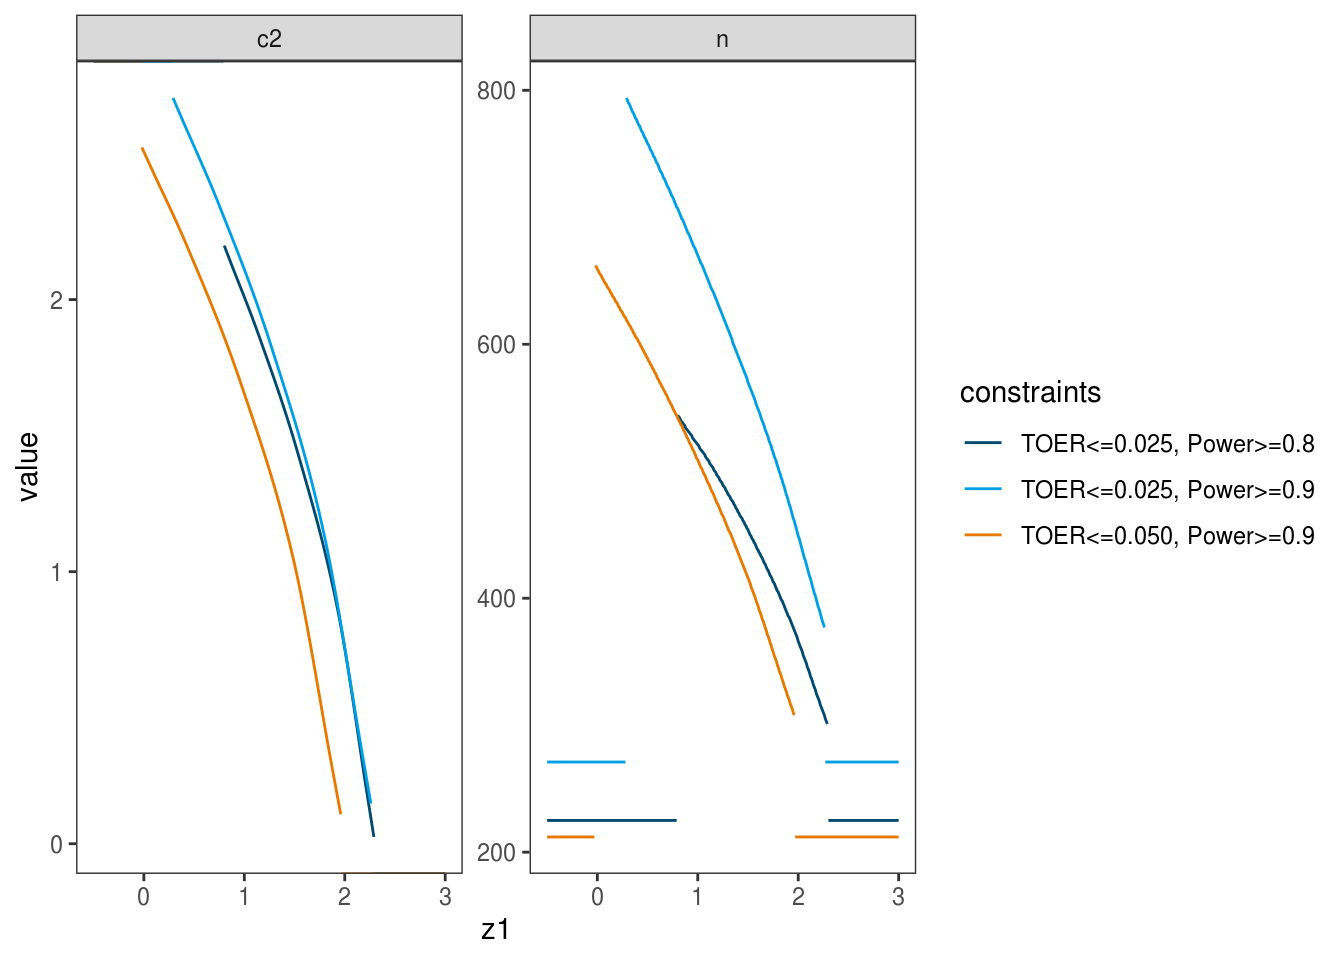 c2
n
value
2
1
0
800
600
400
200
0 1 2 3
0 1 2 3
z1
constraints
TOER<=0.025, Power>=0.8
TOER<=0.025, Power>=0.9
TOER<=0.050, Power>=0.9